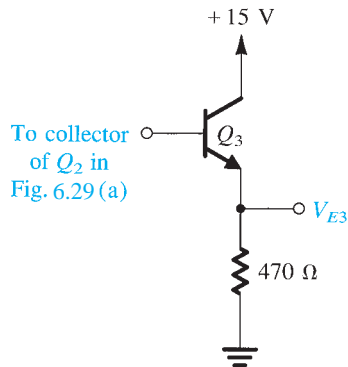 + 15 V
To collector
of Q2 in
Fig. 6.29 (a)
Q3
VE3
470 Ω